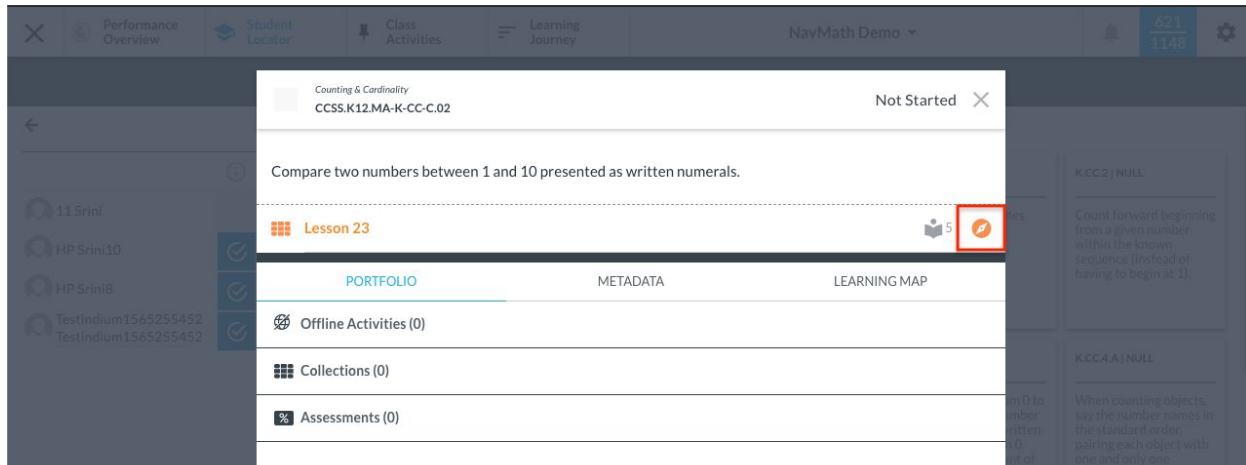 Performance
Overview
Student
Locator
Class
Activities
Learning
Journey
NavMath Demo
621
1148
Counting & Cardinality
CCSS.K12.MA-K-CC-C.02
Not Started
Compare two numbers between 1 and 10 presented as written numerals.
Lesson 23
5
PORTFOLIO
METADATA
LEARNING MAP
Offline Activities (0)
Collections (0)
Assessments (0)
11 Srini
HP Srini10
HP Srini8
Testindium1565255452
Testindium1565255452
K.CC.2 | NULL
Count forward beginning
from a given number
within the known
sequence (instead of
having to begin at 1).
K.CC.4.A | NULL
When counting objects,
say the number names in
the standard order,
pairing each object with
one and only one